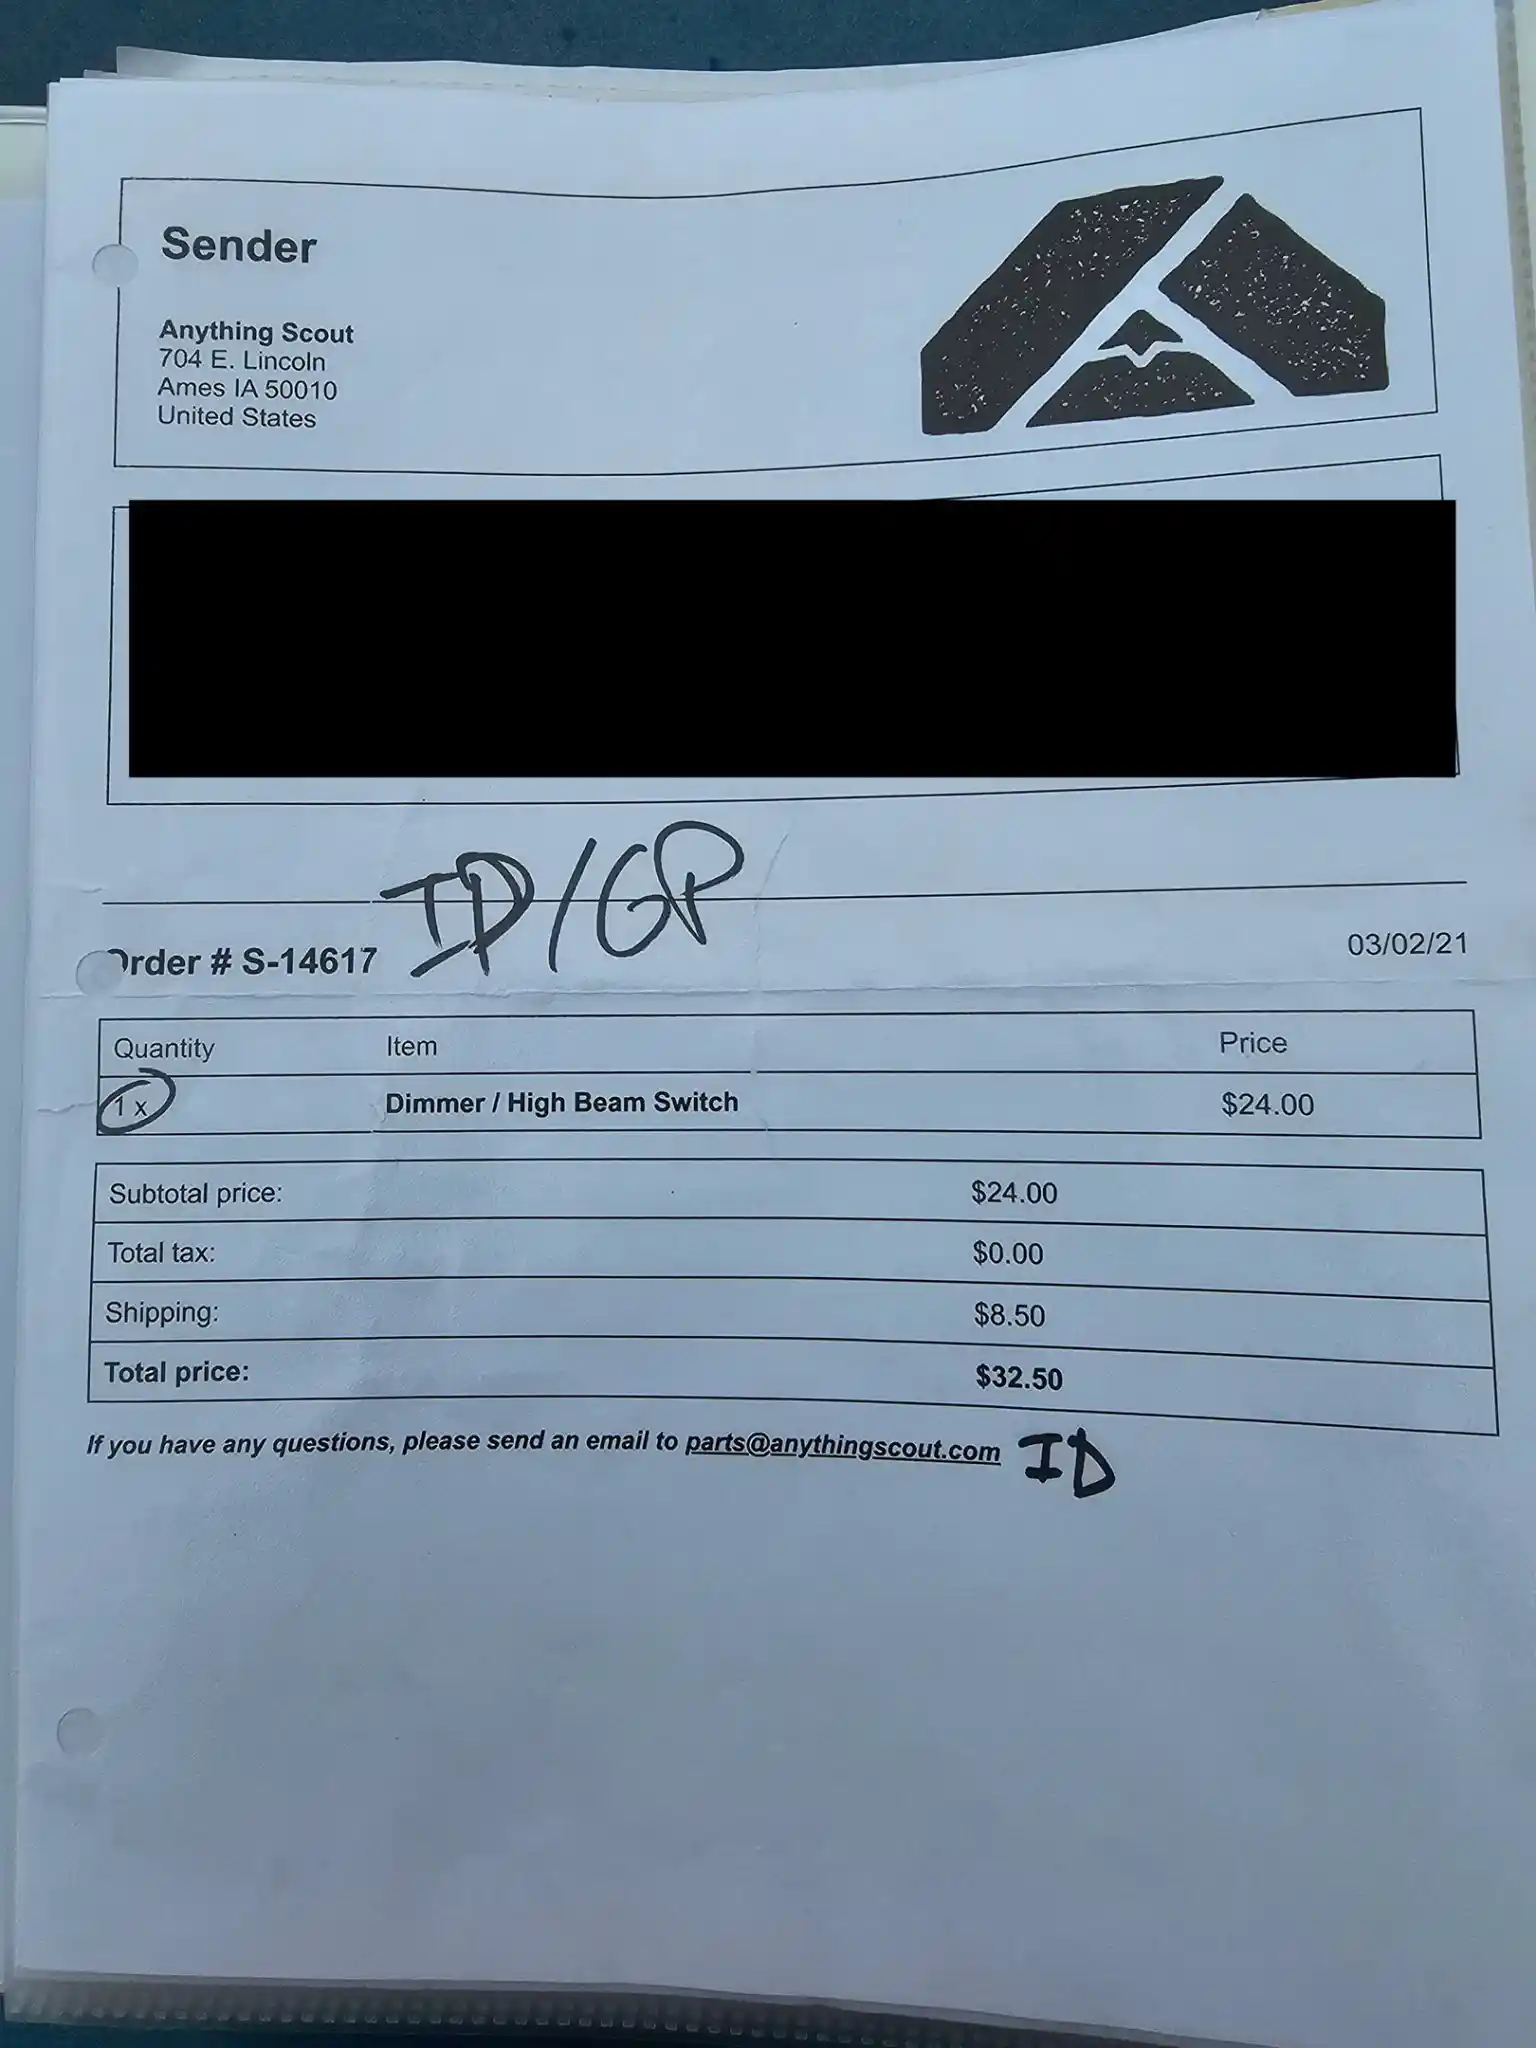 Sender
Anything Scout
704 E. Lincoln
Ames IA 50010
United States
ID/GP
Order # S-14617 03/02/21
Quantity Item Price
1 x Dimmer / High Beam Switch $24.00
Subtotal price: $24.00
Total tax: $0.00
Shipping: $8.50
Total price: $32.50
If you have any questions, please send an email to parts@anythingscout.com ID